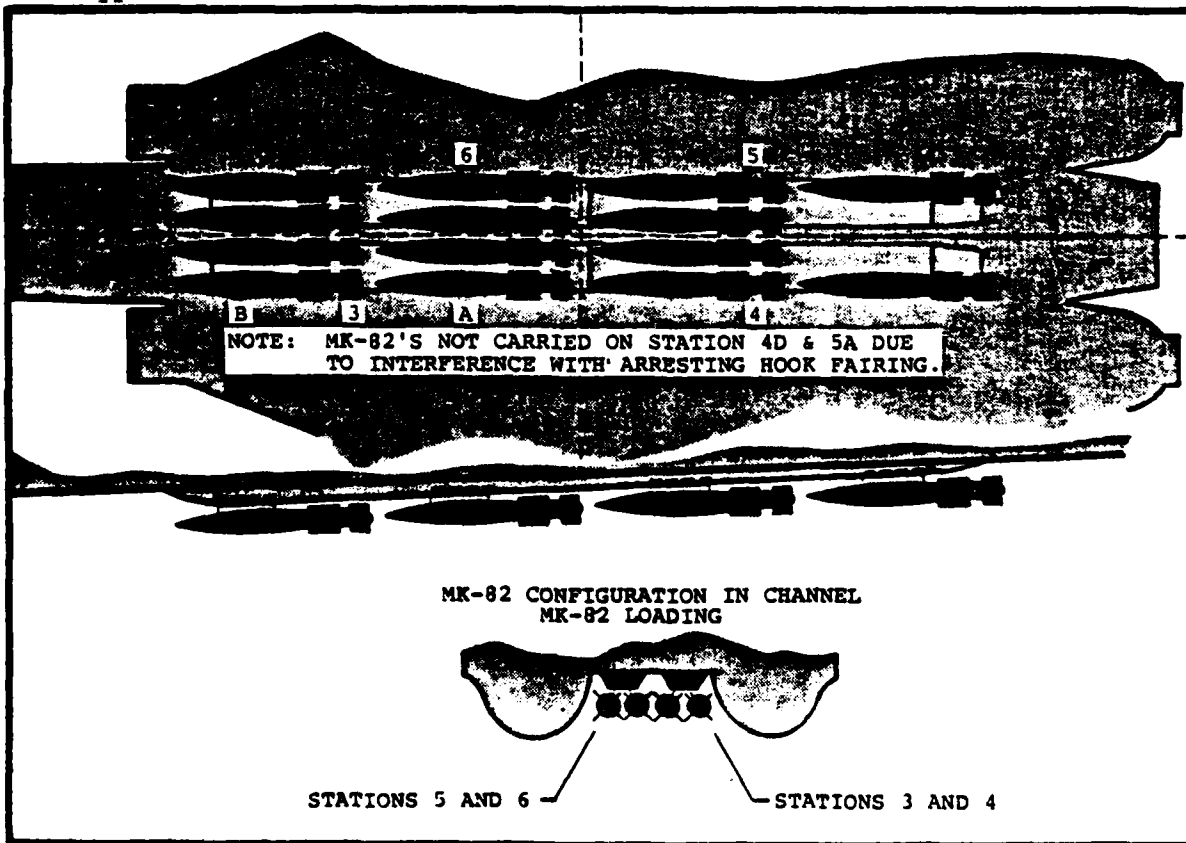 6 5
B 3 A 4
NOTE: MK-82'S NOT CARRIED ON STATION 4D & 5A DUE
TO INTERFERENCE WITH ARRESTING HOOK FAIRING.
MK-82 CONFIGURATION IN CHANNEL
MK-82 LOADING
STATIONS 5 AND 6 STATIONS 3 AND 4